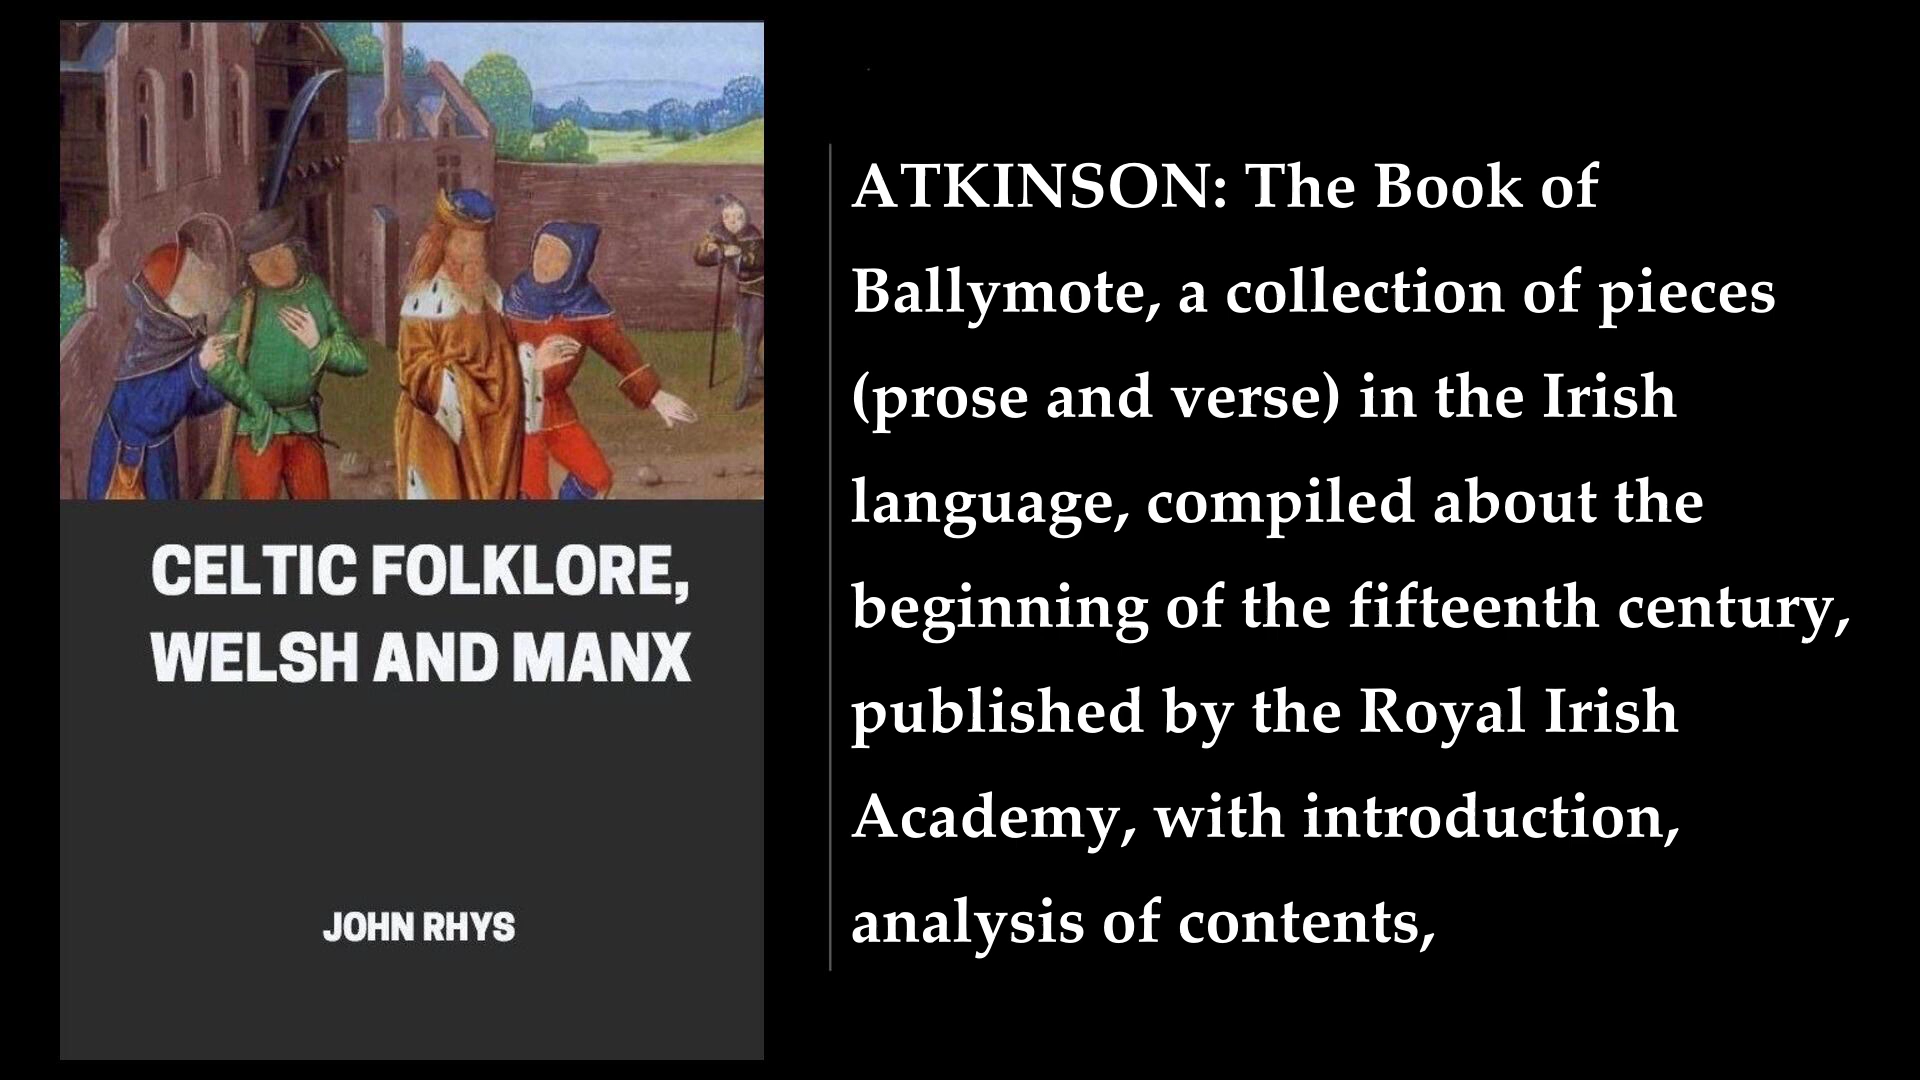 CELTIC FOLKLORE,
WELSH AND MANX
JOHN RHYS
ATKINSON: The Book of
Ballymote, a collection of pieces
(prose and verse) in the Irish
language, compiled about the
beginning of the fifteenth century,
published by the Royal Irish
Academy, with introduction,
analysis of contents,